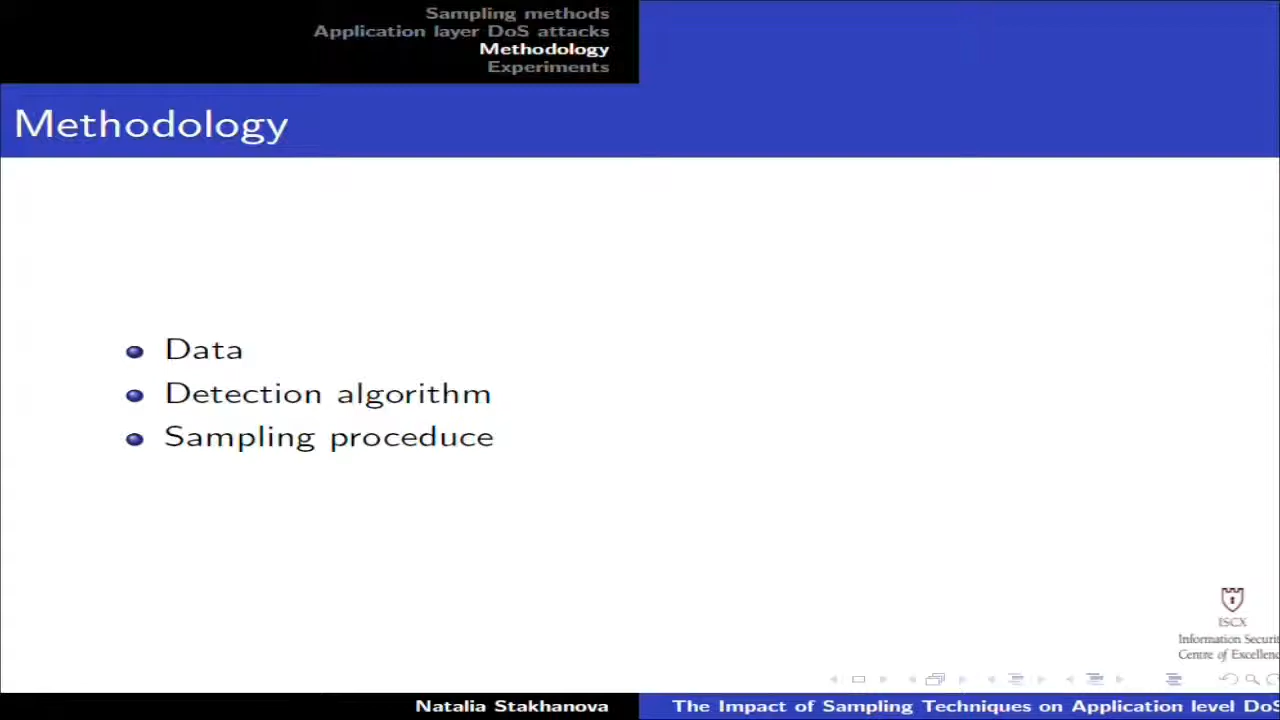 Sampling methods
Application layer DoS attacks
Methodology
Experiments
Methodology
Data
Detection algorithm
Sampling proceduce
ISCX
Information Securit
Centre of Excellenc
Natalia Stakhanova
The Impact of Sampling Techniques on Application level DoS